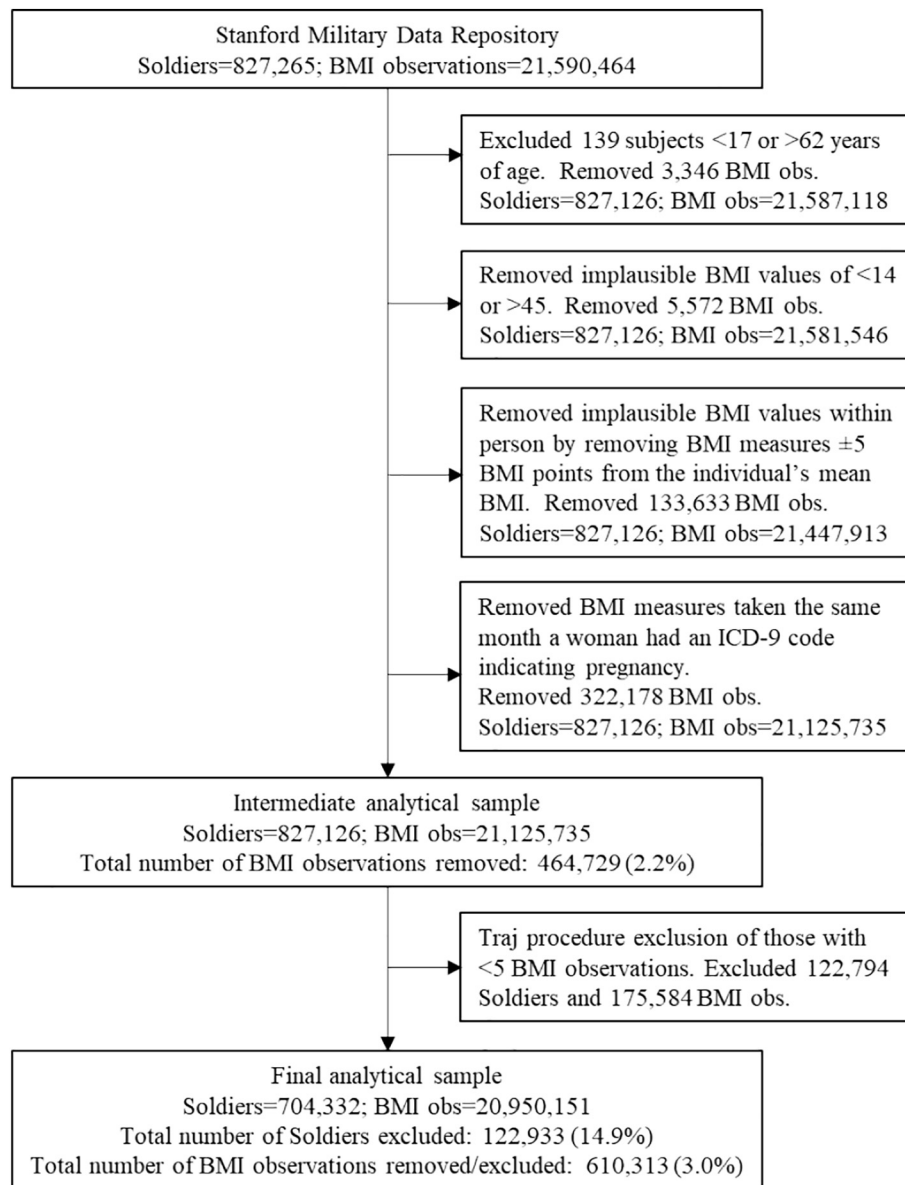 Stanford Military Data Repository
Soldiers=827,265; BMI observations=21,590,464
Excluded 139 subjects <17 or >62 years
of age.  Removed 3,346 BMI obs.
Soldiers=827,126; BMI obs=21,587,118
Removed implausible BMI values of <14
or >45.  Removed 5,572 BMI obs.
Soldiers=827,126; BMI obs=21,581,546
Removed implausible BMI values within
person by removing BMI measures ±5
BMI points from the individual’s mean
BMI.  Removed 133,633 BMI obs.
Soldiers=827,126; BMI obs=21,447,913
Removed BMI measures taken the same
month a woman had an ICD-9 code
indicating pregnancy.
Removed 322,178 BMI obs.
Soldiers=827,126; BMI obs=21,125,735
Intermediate analytical sample
Soldiers=827,126; BMI obs=21,125,735
Total number of BMI observations removed: 464,729 (2.2%)
Traj procedure exclusion of those with
<5 BMI observations. Excluded 122,794
Soldiers and 175,584 BMI obs.
Final analytical sample
Soldiers=704,332; BMI obs=20,950,151
Total number of Soldiers excluded: 122,933 (14.9%)
Total number of BMI observations removed/excluded: 610,313 (3.0%)